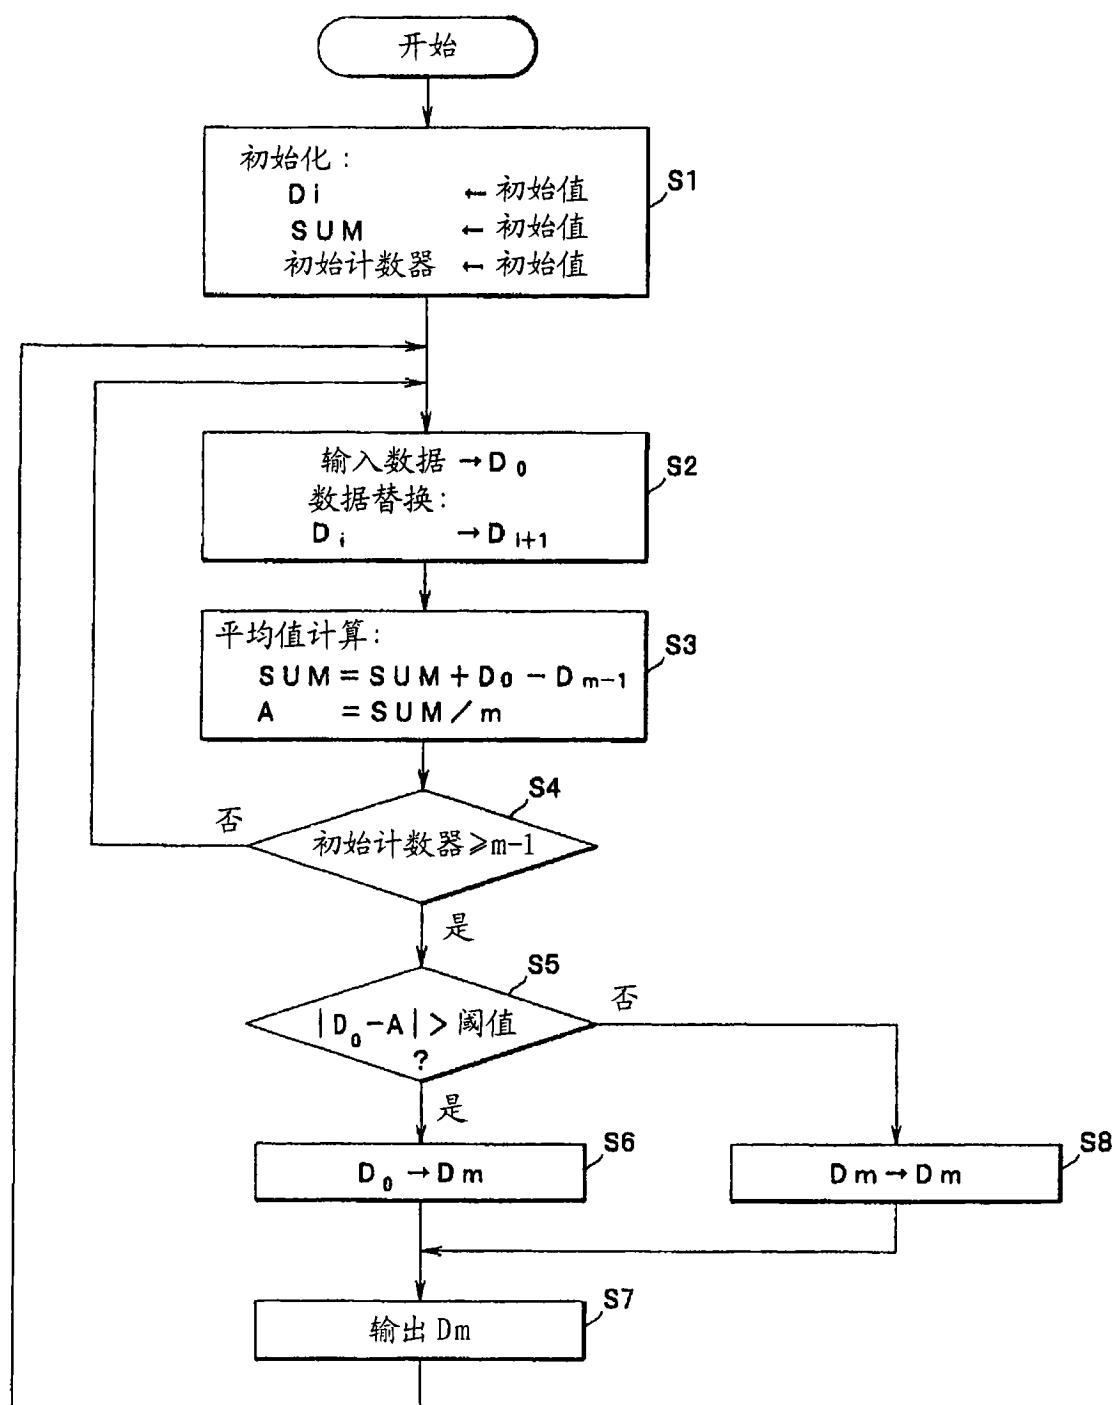 开始
初始化:
Di ← 初始值
SUM ← 初始值
初始计数器 ← 初始值
S1
输入数据→D0
数据替换:
Di →Di+1
S2
平均值计算:
SUM=SUM+D0-Dm-1
A =SUM/m
S3
初始计数器≥m-1
S4
否
是
|D0-A|>阈值
?
S5
否
是
D0→Dm
S6
Dm→Dm
S8
输出Dm
S7